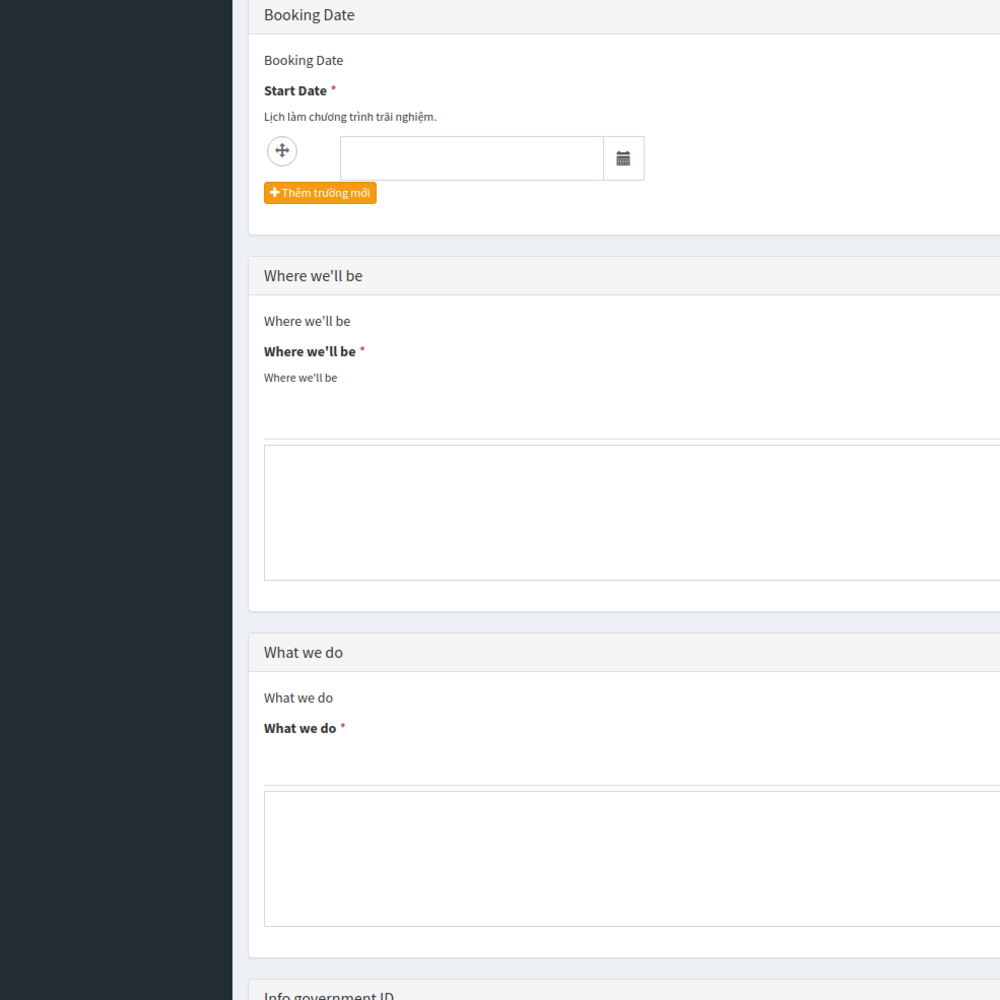 Booking Date
Booking Date
Start Date *
Lịch làm chương trình trãi nghiệm.
Thêm trường mới
Where we'll be
Where we'll be
Where we'll be *
Where we'll be
What we do
What we do
What we do *
Info government ID